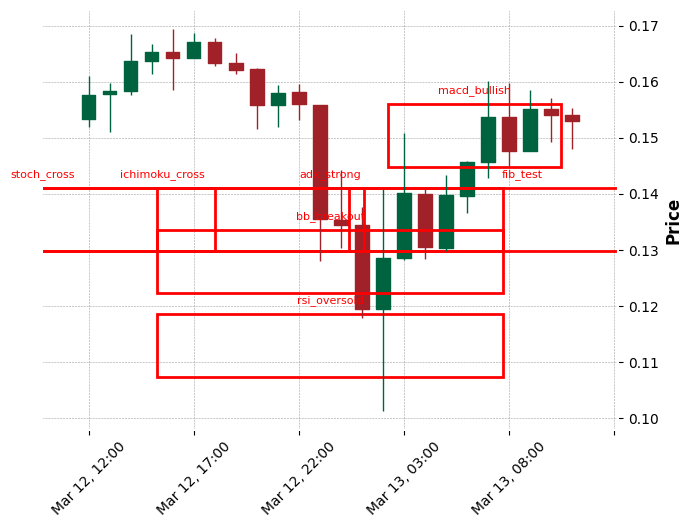 0.17
0.16
macd_bullish
0.15
stoch_cross
ichimoku_cross
fib_test
0.14
0.13
rsi_oversold
0.12
0.11
0.10
Price
Mar 12, 12:00
Mar 12, 17:00
Mar 12, 22:00
Mar 13, 03:00
Mar 13, 08:00